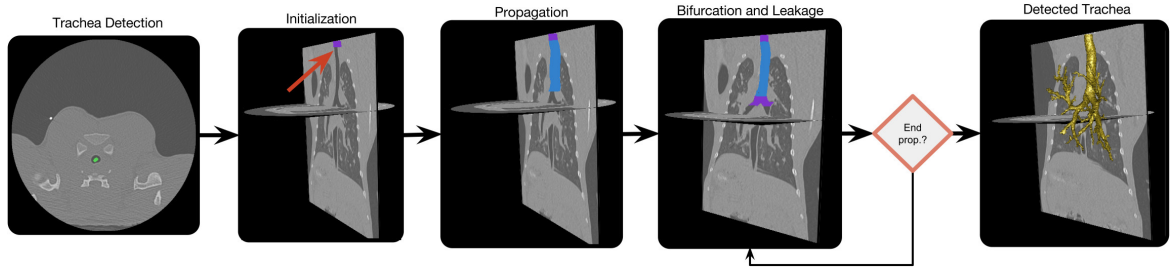 Trachea Detection
Initialization
Propagation
Bifurcation and Leakage
Detected Trachea
End
prop.?